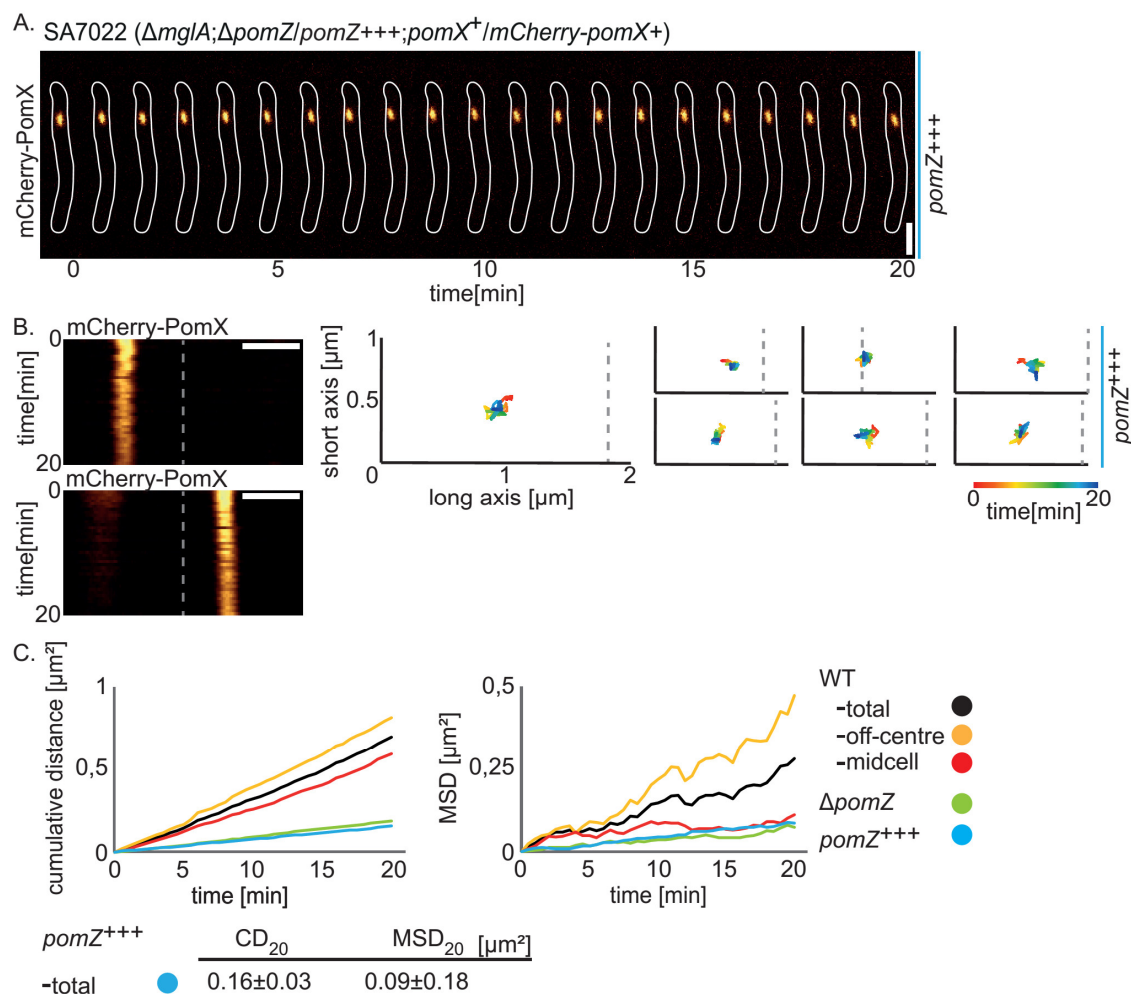 A. SA7022 (ΔmglA;ΔpomZ/pomZ+++;pomX⁺/mCherry-pomX+)
mCherry-PomX
pomZ+++
0 5 10 15 20
time[min]
B.
mCherry-PomX
0
time[min]
20
mCherry-PomX
0
time[min]
20
1
short axis [µm]
0.5
0
0 1 2
long axis [µm]
pomZ⁺⁺⁺
0 20
time[min]
C.
cumulative distance [µm²]
1
0,5
0
0 5 10 15 20
time [min]
MSD [µm²]
0,5
0,25
0
0 5 10 15 20
time [min]
WT
-total
-off-centre
-midcell
ΔpomZ
pomZ⁺⁺⁺
pomZ⁺⁺⁺ CD₂₀ MSD₂₀ [µm²]
-total 0.16±0.03 0.09±0.18